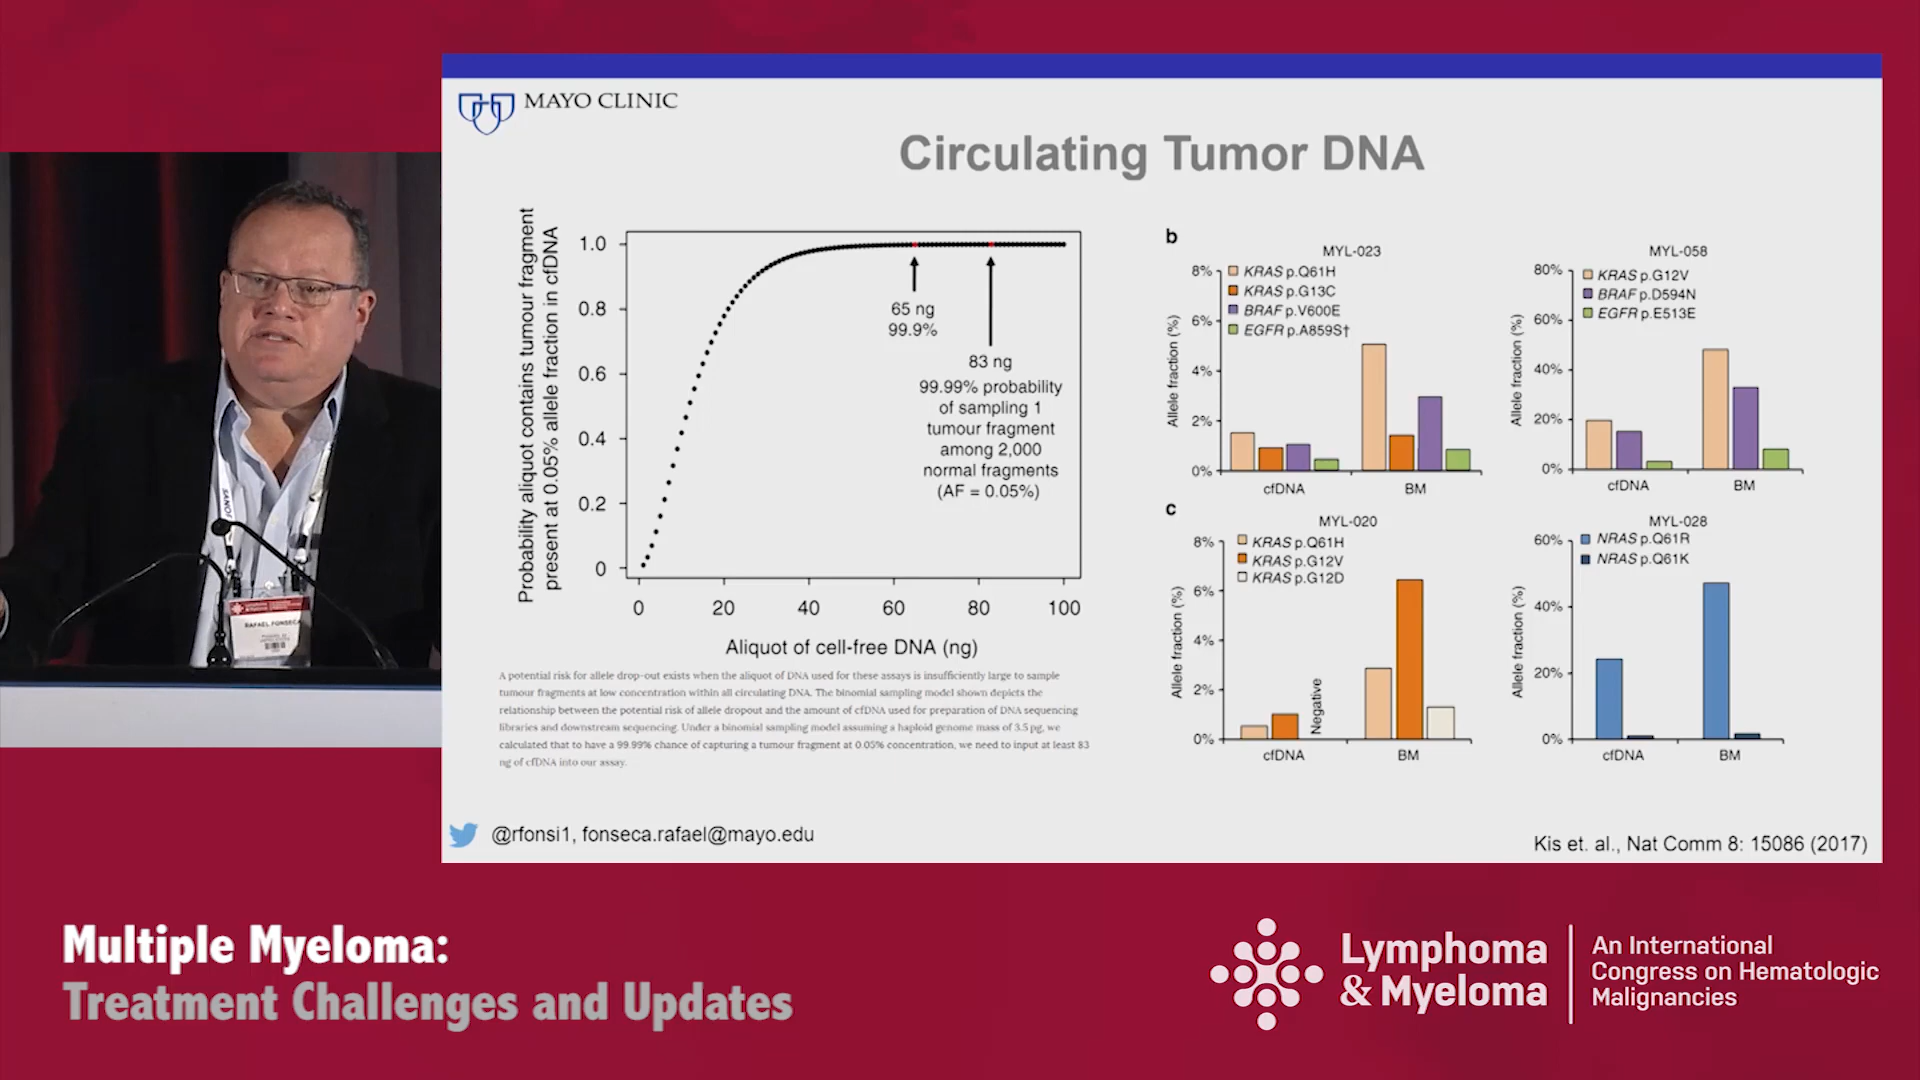 MAYO CLINIC
Circulating Tumor DNA
Probability aliquot contains tumour fragment
present at 0.05% allele fraction in cfDNA
1.0
0.8
0.6
0.4
0.2
0
65 ng
99.9%
83 ng
99.99% probability
of sampling 1
tumour fragment
among 2,000
normal fragments
(AF = 0.05%)
0 20 40 60 80 100
Aliquot of cell-free DNA (ng)
A potential risk for allele drop-out exists when the aliquot of DNA used for these assays is insufficiently large to sample
tumour fragments at low concentration within all circulating DNA. The binomial sampling model shown depicts the
relationship between the potential risk of allele dropout and the amount of cfDNA used for preparation of DNA sequencing
libraries and downstream sequencing. Under a binomial sampling model assuming a haploid genome mass of 3.5 pg, we
calculated that to have a 99.99% chance of capturing a tumour fragment at 0.05% concentration, we need to input at least 83
ng of cfDNA into our assay.
b
MYL-023
KRAS p.Q61H
KRAS p.G13C
BRAF p.V600E
EGFR p.A859S†
Allele fraction (%)
8%
6%
4%
2%
0%
cfDNA BM
MYL-058
KRAS p.G12V
BRAF p.D594N
EGFR p.E513E
Allele fraction (%)
80%
60%
40%
20%
0%
cfDNA BM
c
MYL-020
KRAS p.Q61H
KRAS p.G12V
KRAS p.G12D
Allele fraction (%)
8%
6%
4%
2%
0%
Negative
cfDNA BM
MYL-028
NRAS p.Q61R
NRAS p.Q61K
Allele fraction (%)
60%
40%
20%
0%
cfDNA BM
@rfonsi1, fonseca.rafael@mayo.edu
Kis et. al., Nat Comm 8: 15086 (2017)
SANOFI
RAFAEL FONSECA
Multiple Myeloma:
Treatment Challenges and Updates
Lymphoma
& Myeloma
An International
Congress on Hematologic
Malignancies